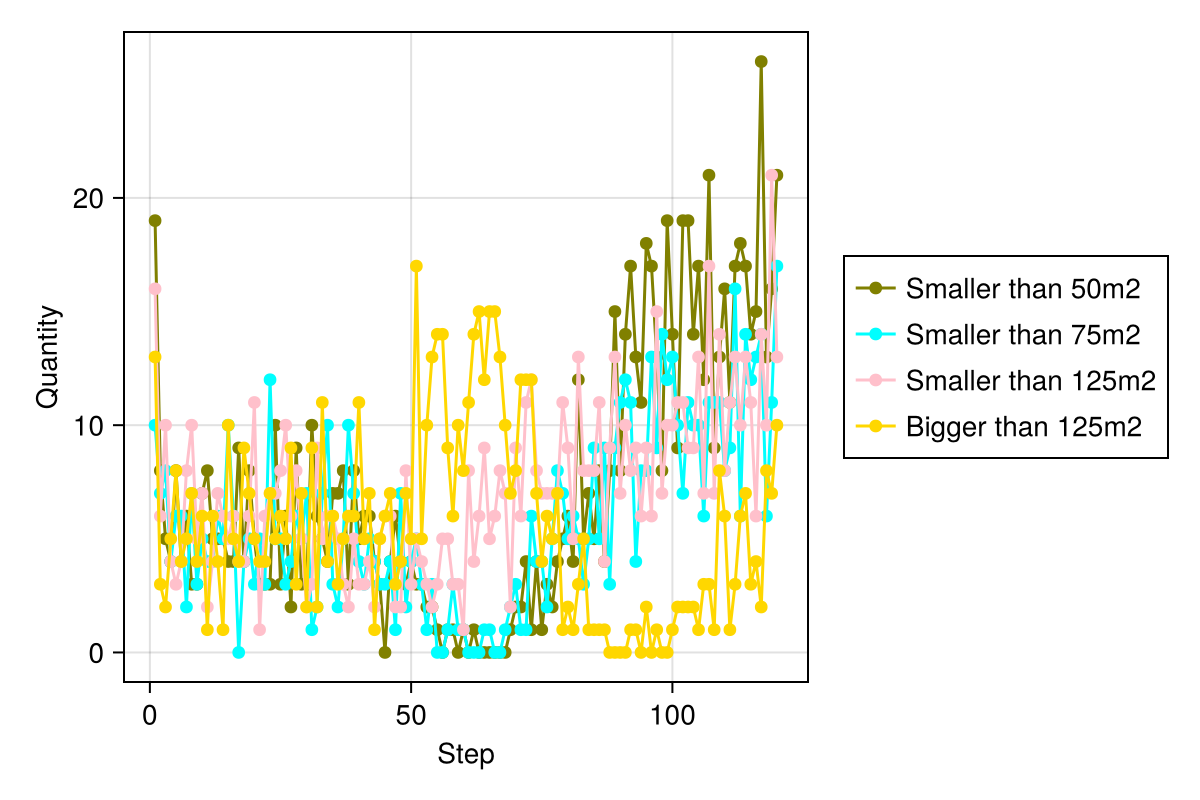 20
10
0
Quantity
0
50
100
Step
Smaller than 50m2
Smaller than 75m2
Smaller than 125m2
Bigger than 125m2